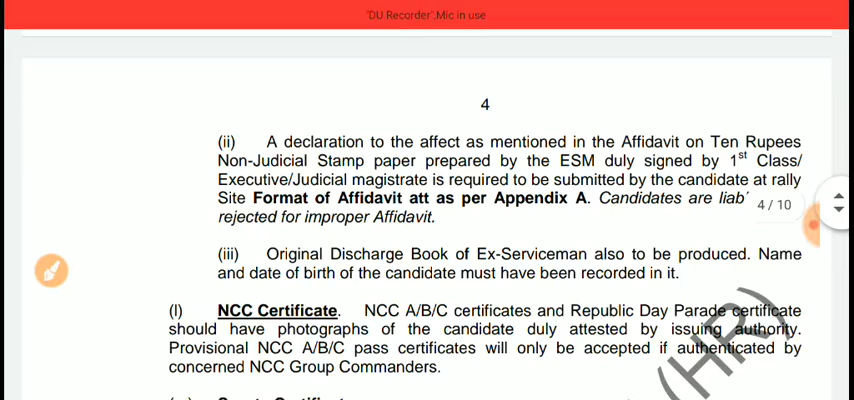 "DU Recorder",Mic in use
4
(ii) A declaration to the affect as mentioned in the Affidavit on Ten Rupees
Non-Judicial Stamp paper prepared by the ESM duly signed by 1st Class/
Executive/Judicial magistrate is required to be submitted by the candidate at rally
Site Format of Affidavit att as per Appendix A. Candidates are
4/10
rejected for improper Affidavit.
(iii) Original Discharge Book of Ex-Serviceman also to be produced. Name
and date of birth of the candidate must have been recorded in it.
(l) NCC Certificate. NCC A/B/C certificates and Republic Day Parade certificate
should have photographs of the candidate duly attested by issuing authority.
Provisional NCC A/B/C pass certificates will only be accepted if authenticated by
concerned NCC Group Commanders.
(HR)